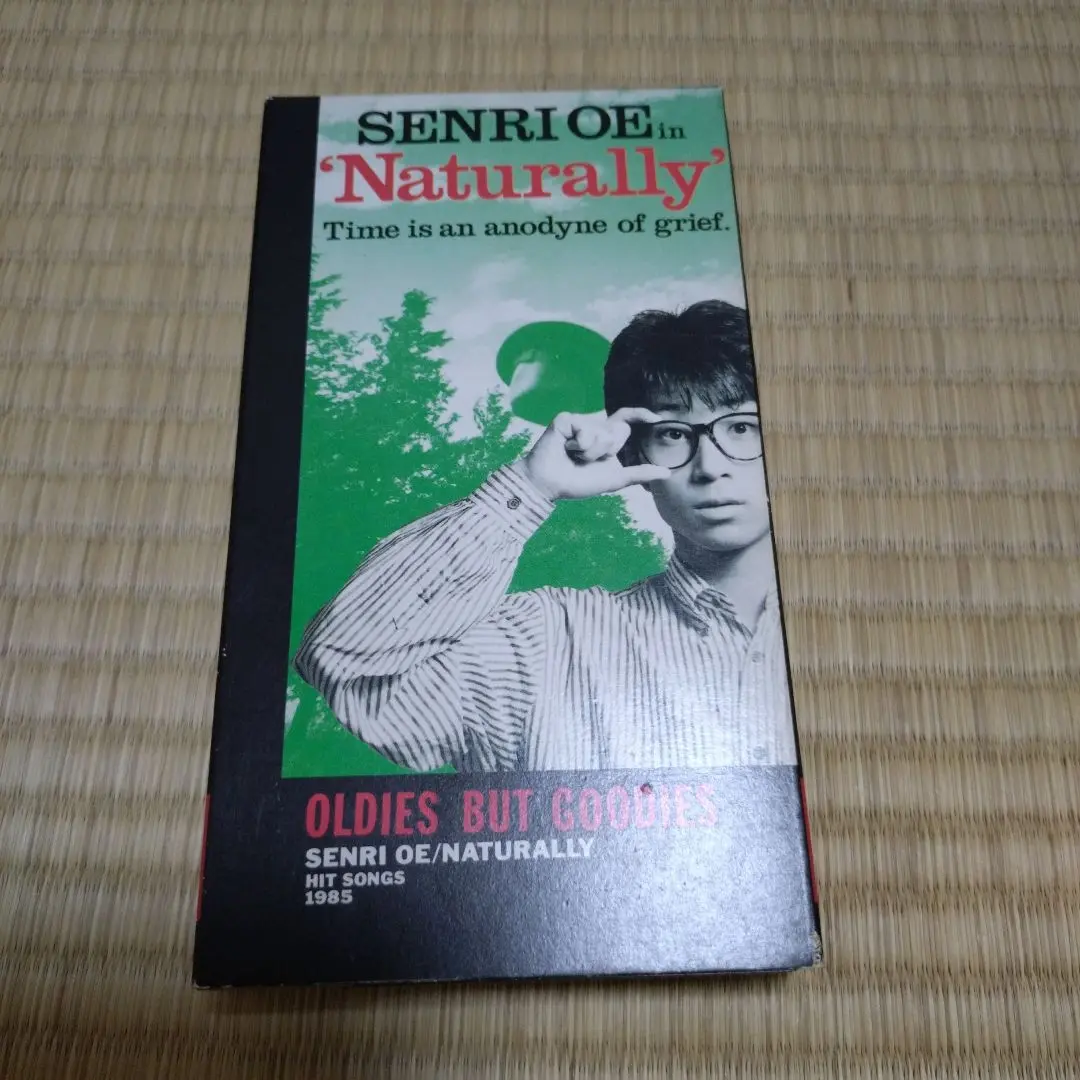 SENRI OE in
'Naturally'
Time is an anodyne of grief.
OLDIES BUT GOODIES
SENRI OE/NATURALLY
HIT SONGS
1985